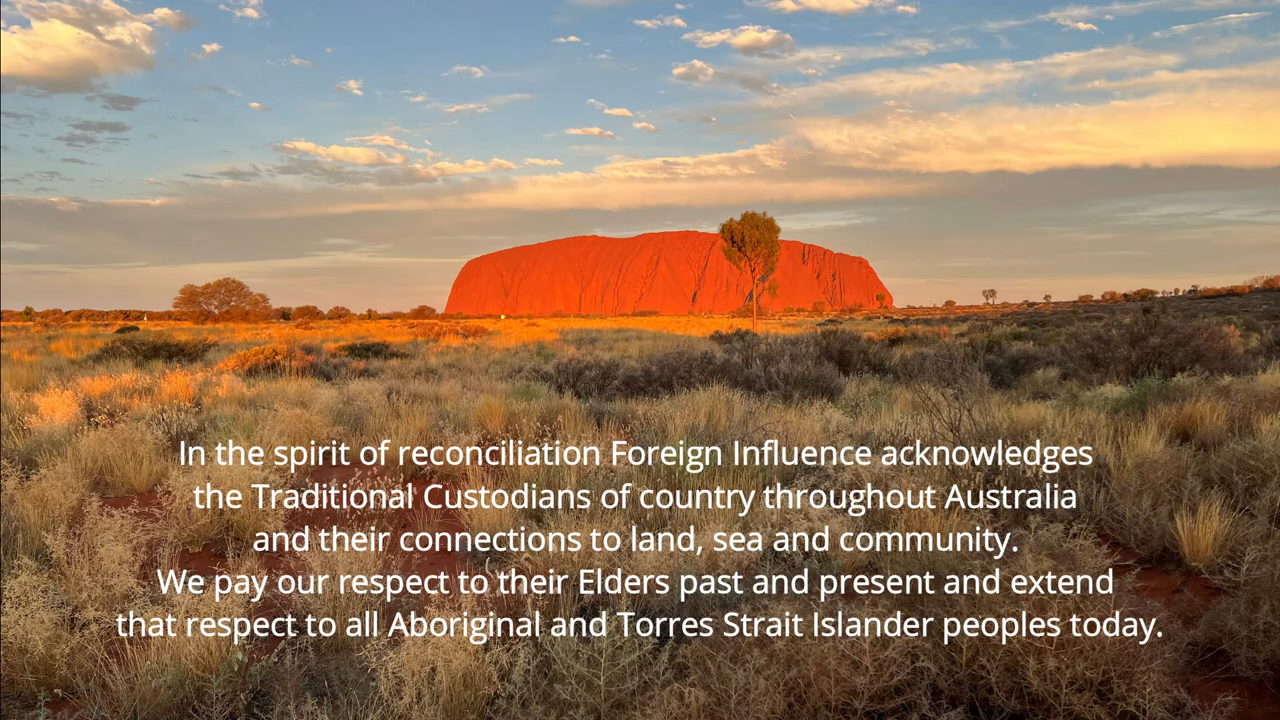 In the spirit of reconciliation Foreign Influence acknowledges
the Traditional Custodians of country throughout Australia
and their connections to land, sea and community.
We pay our respect to their Elders past and present and extend
that respect to all Aboriginal and Torres Strait Islander peoples today.